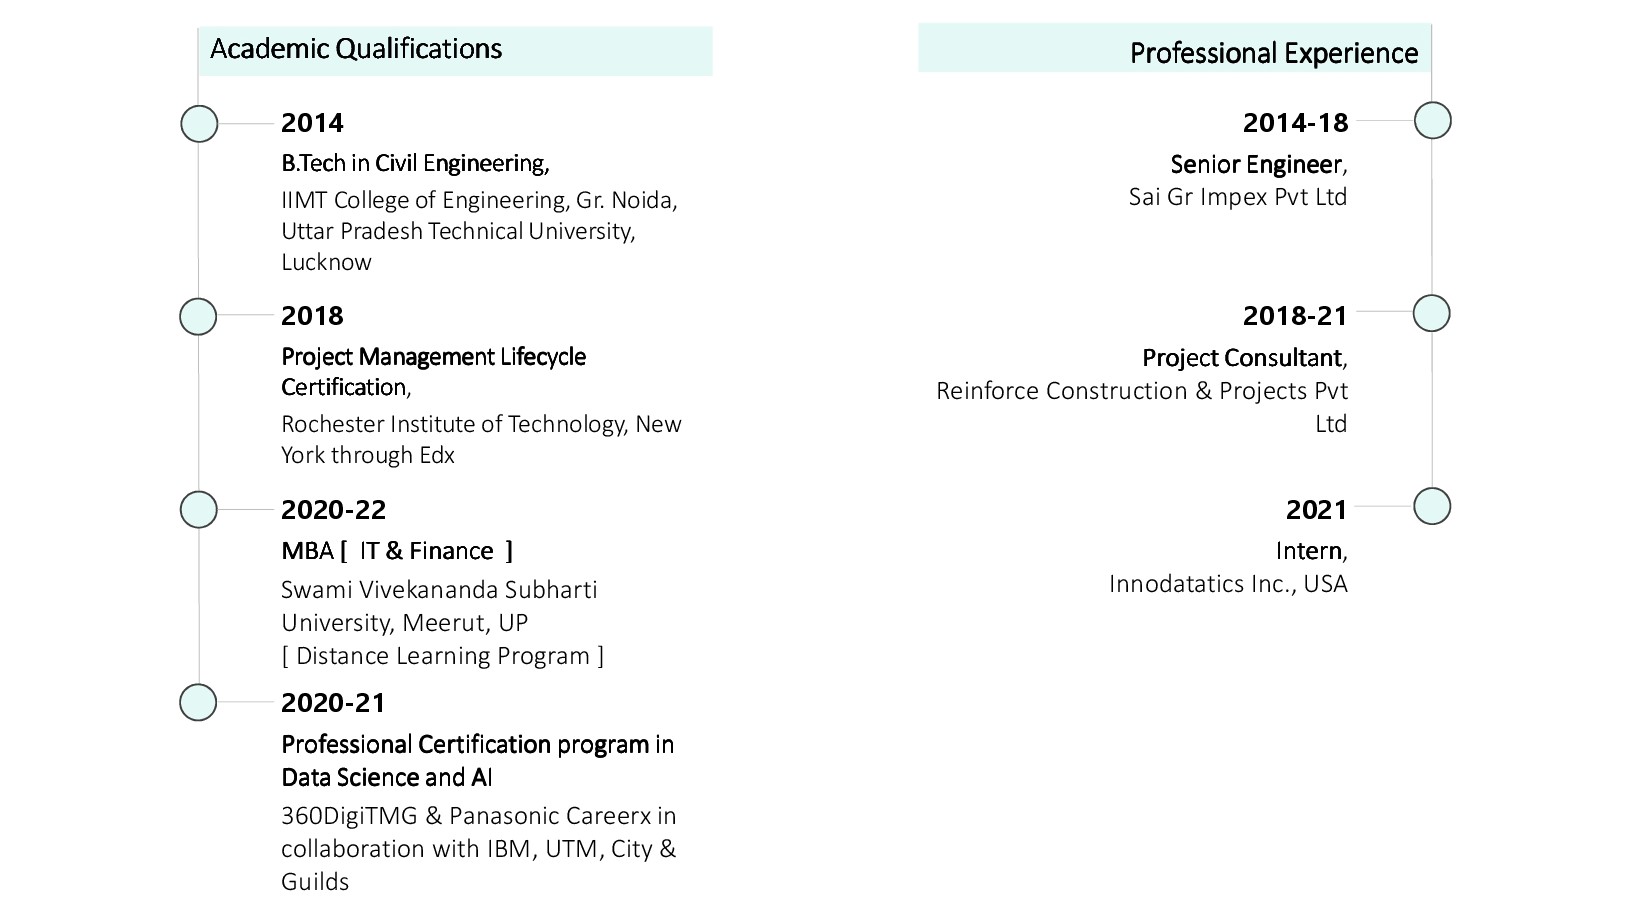 Academic Qualifications
2014
B.Tech in Civil Engineering,
IIMT College of Engineering, Gr. Noida,
Uttar Pradesh Technical University,
Lucknow
2018
Project Management Lifecycle
Certification,
Rochester Institute of Technology, New
York through Edx
2020-22
MBA [  IT & Finance  ]
Swami Vivekananda Subharti
University, Meerut, UP
[ Distance Learning Program ]
2020-21
Professional Certification program in
Data Science and AI
360DigiTMG & Panasonic Careerx in
collaboration with IBM, UTM, City &
Guilds
Professional Experience
2014-18
Senior Engineer,
Sai Gr Impex Pvt Ltd
2018-21
Project Consultant,
Reinforce Construction & Projects Pvt
Ltd
2021
Intern,
Innodatatics Inc., USA